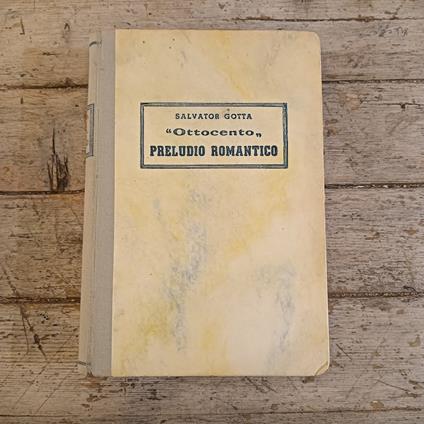 SALVATOR GOTTA
"Ottocento„
PRELUDIO ROMANTICO